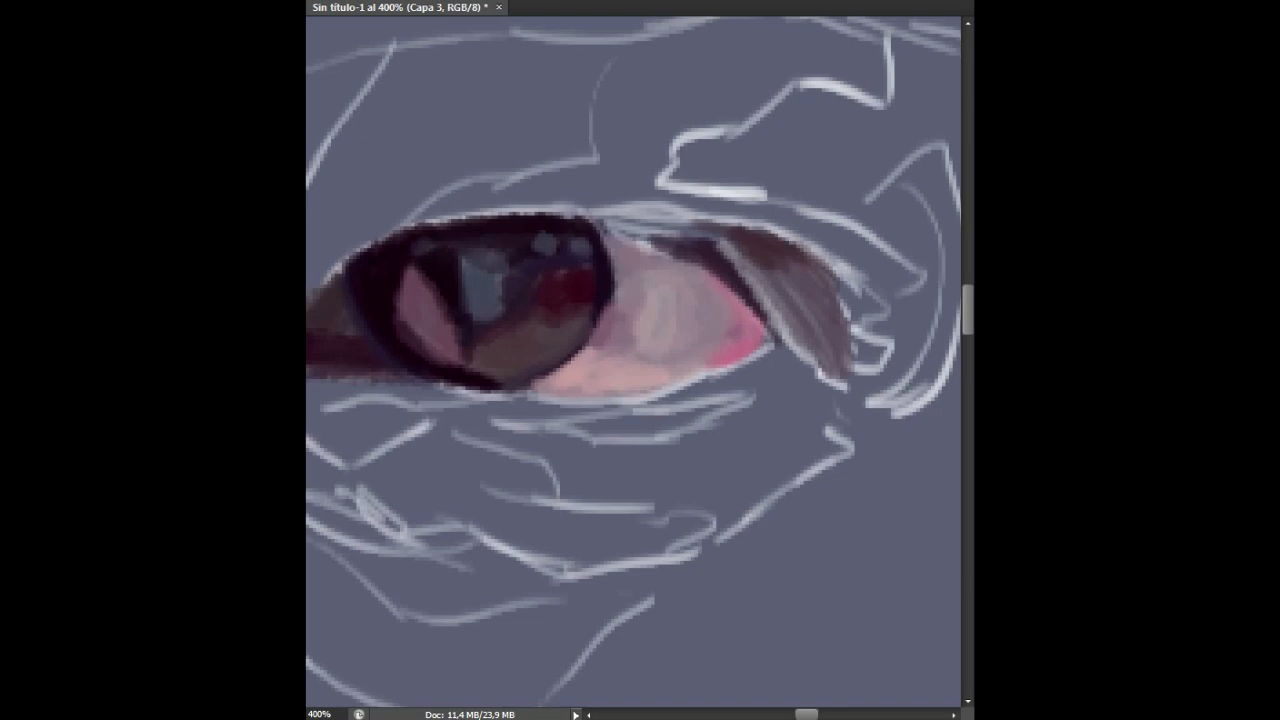 Sin título-1 al 400% (Capa 3, RGB/8) *
400%
Doc: 11,4 MB/23,9 MB